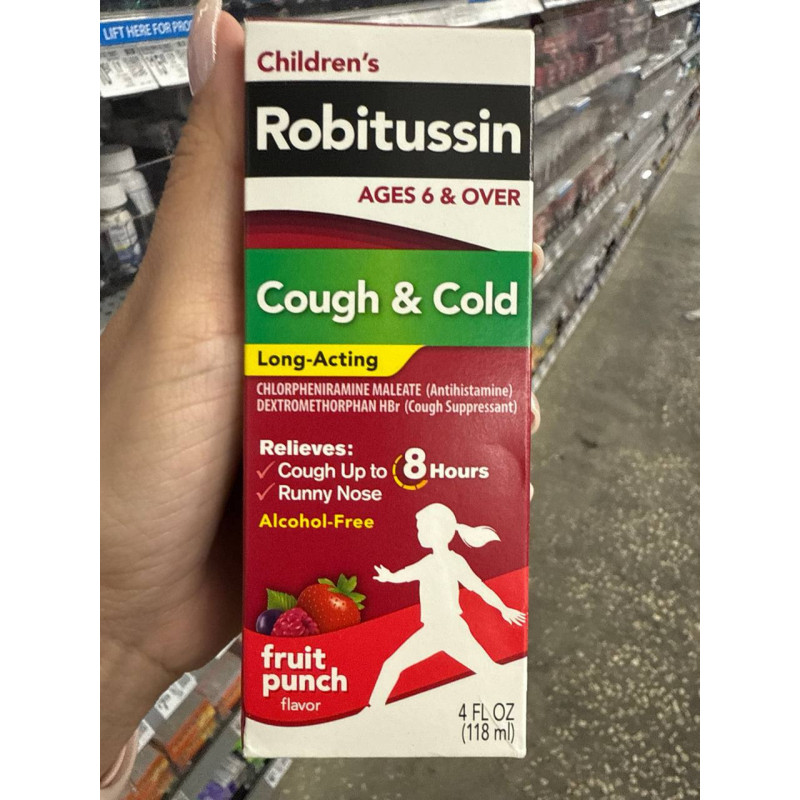 LIFT HERE FOR
Children's
Robitussin
AGES 6 & OVER
Cough & Cold
Long-Acting
CHLORPHENIRAMINE MALEATE (Antihistamine)
DEXTROMETHORPHAN HBr (Cough Suppressant)
Relieves:
✓ Cough Up to 8 Hours
✓ Runny Nose
Alcohol-Free
fruit
punch
flavor
4 FL OZ
(118 ml)